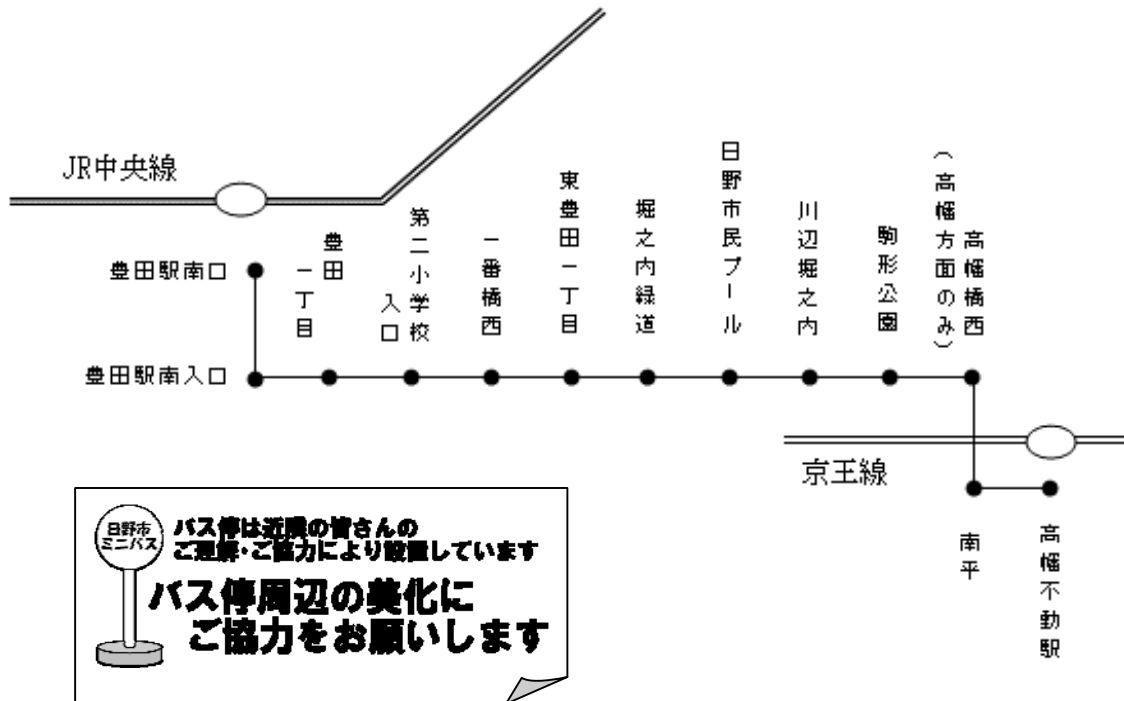 JR中央線
豊田駅南口
豊田駅南入口
豊田
一丁目
第二小学校
入口
一番橋西
東豊田一丁目
堀之内緑道
日野市民プール
川辺堀之内
駒形公園
高幡橋西
(高幡方面のみ)
京王線
南平
高幡不動駅
日野市
ミニバス
バス停は近隣の皆さんの
ご理解・ご協力により設置しています
バス停周辺の美化に
ご協力をお願いします